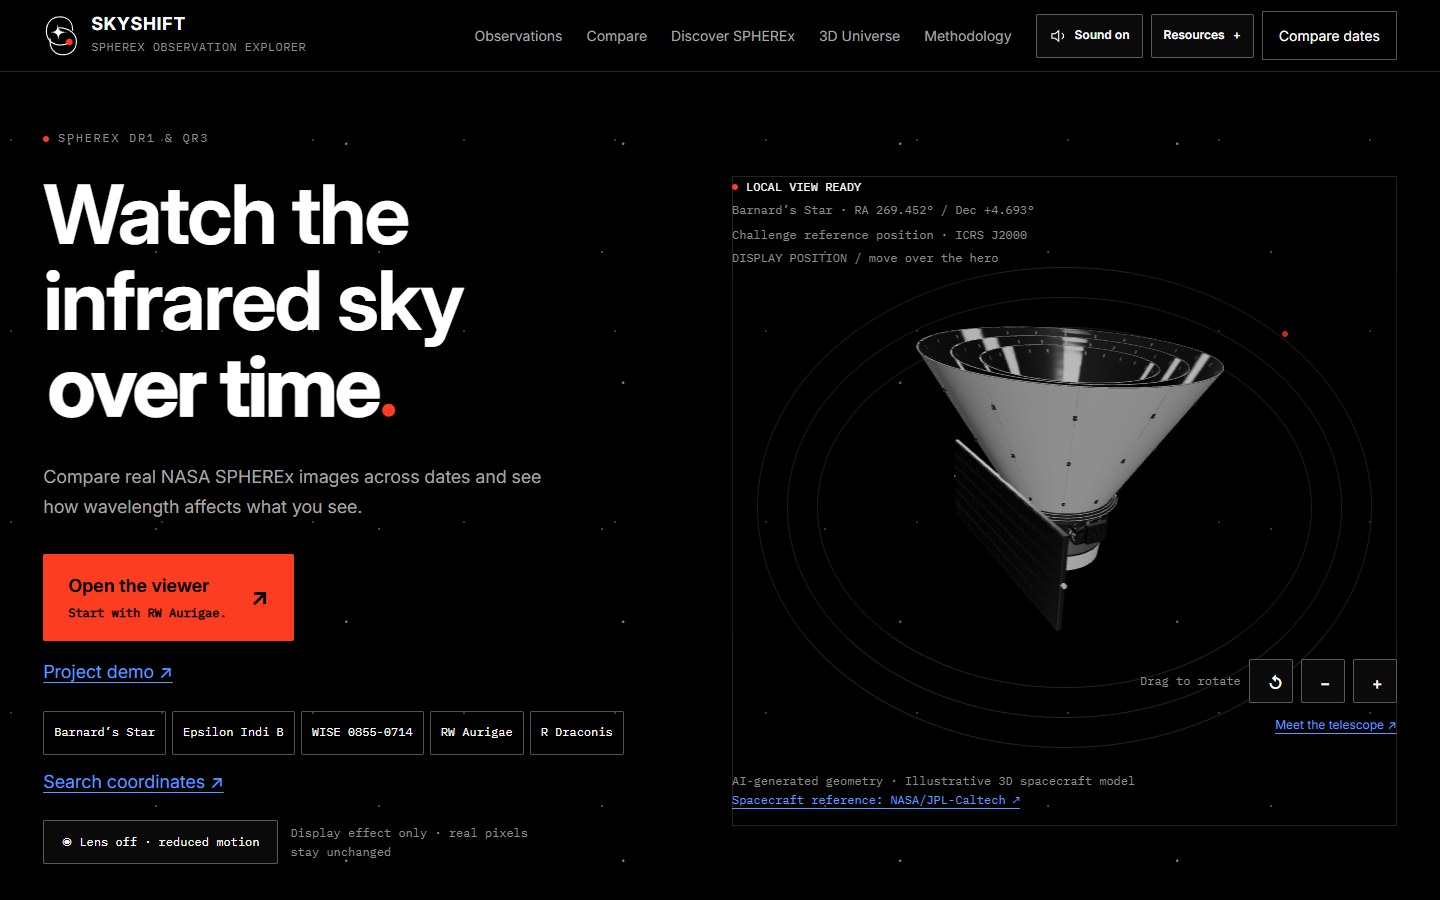 SKYSHIFT
SPHEREX OBSERVATION EXPLORER
Observations
Compare
Discover SPHEREx
3D Universe
Methodology
Sound on
Resources +
Compare dates
SPHEREX DR1 & QR3
Watch the
infrared sky
over time.
Compare real NASA SPHEREx images across dates and see
how wavelength affects what you see.
Open the viewer
Start with RW Aurigae.
Project demo ↗
Barnard's Star
Epsilon Indi B
WISE 0855-0714
RW Aurigae
R Draconis
Search coordinates ↗
Lens off · reduced motion
Display effect only · real pixels
stay unchanged
LOCAL VIEW READY
Barnard's Star · RA 269.452° / Dec +4.693°
Challenge reference position · ICRS J2000
DISPLAY POSITION / move over the hero
Drag to rotate
−
+
Meet the telescope ↗
AI-generated geometry · Illustrative 3D spacecraft model
Spacecraft reference: NASA/JPL-Caltech ↗